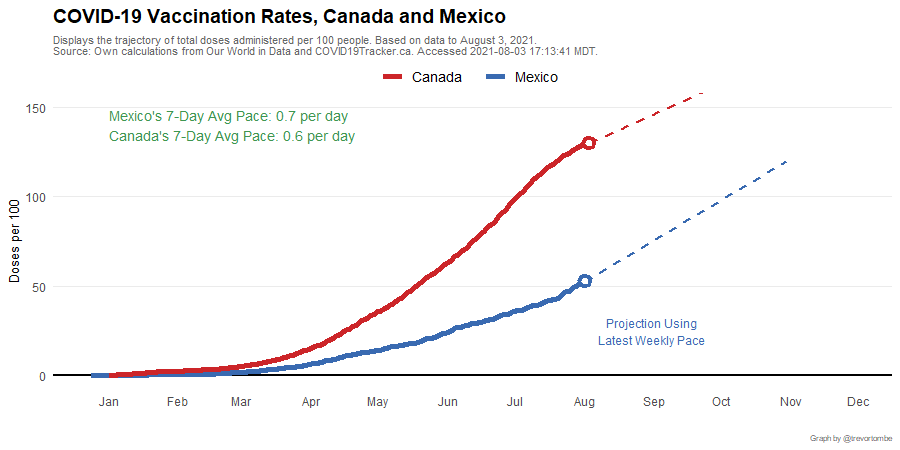 COVID-19 Vaccination Rates, Canada and Mexico
Displays the trajectory of total doses administered per 100 people. Based on data to August 3, 2021.
Source: Own calculations from Our World in Data and COVID19Tracker.ca. Accessed 2021-08-03 17:13:41 MDT.
Canada Mexico
Mexico's 7-Day Avg Pace: 0.7 per day
Canada's 7-Day Avg Pace: 0.6 per day
Doses per 100
150
100
50
0
Projection Using
Latest Weekly Pace
Jan Feb Mar Apr May Jun Jul Aug Sep Oct Nov Dec
Graph by @trevortombe